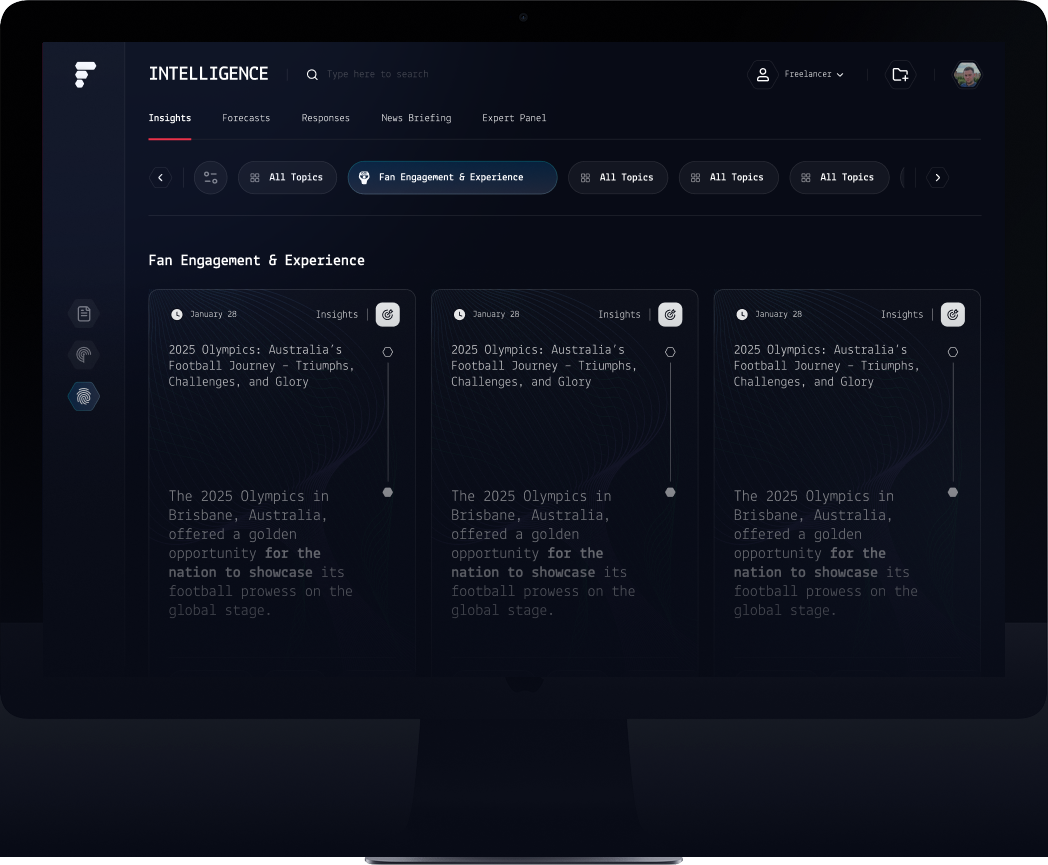 INTELLIGENCE
Type here to search
Freelancer
Insights Forecasts Responses News Briefing Expert Panel
All Topics Fan Engagement & Experience All Topics All Topics All Topics
Fan Engagement & Experience
January 28 Insights
2025 Olympics: Australia's
Football Journey – Triumphs,
Challenges, and Glory
The 2025 Olympics in
Brisbane, Australia,
offered a golden
opportunity for the
nation to showcase its
football prowess on the
global stage.
January 28 Insights
2025 Olympics: Australia's
Football Journey – Triumphs,
Challenges, and Glory
The 2025 Olympics in
Brisbane, Australia,
offered a golden
opportunity for the
nation to showcase its
football prowess on the
global stage.
January 28 Insights
2025 Olympics: Australia's
Football Journey – Triumphs,
Challenges, and Glory
The 2025 Olympics in
Brisbane, Australia,
offered a golden
opportunity for the
nation to showcase its
football prowess on the
global stage.